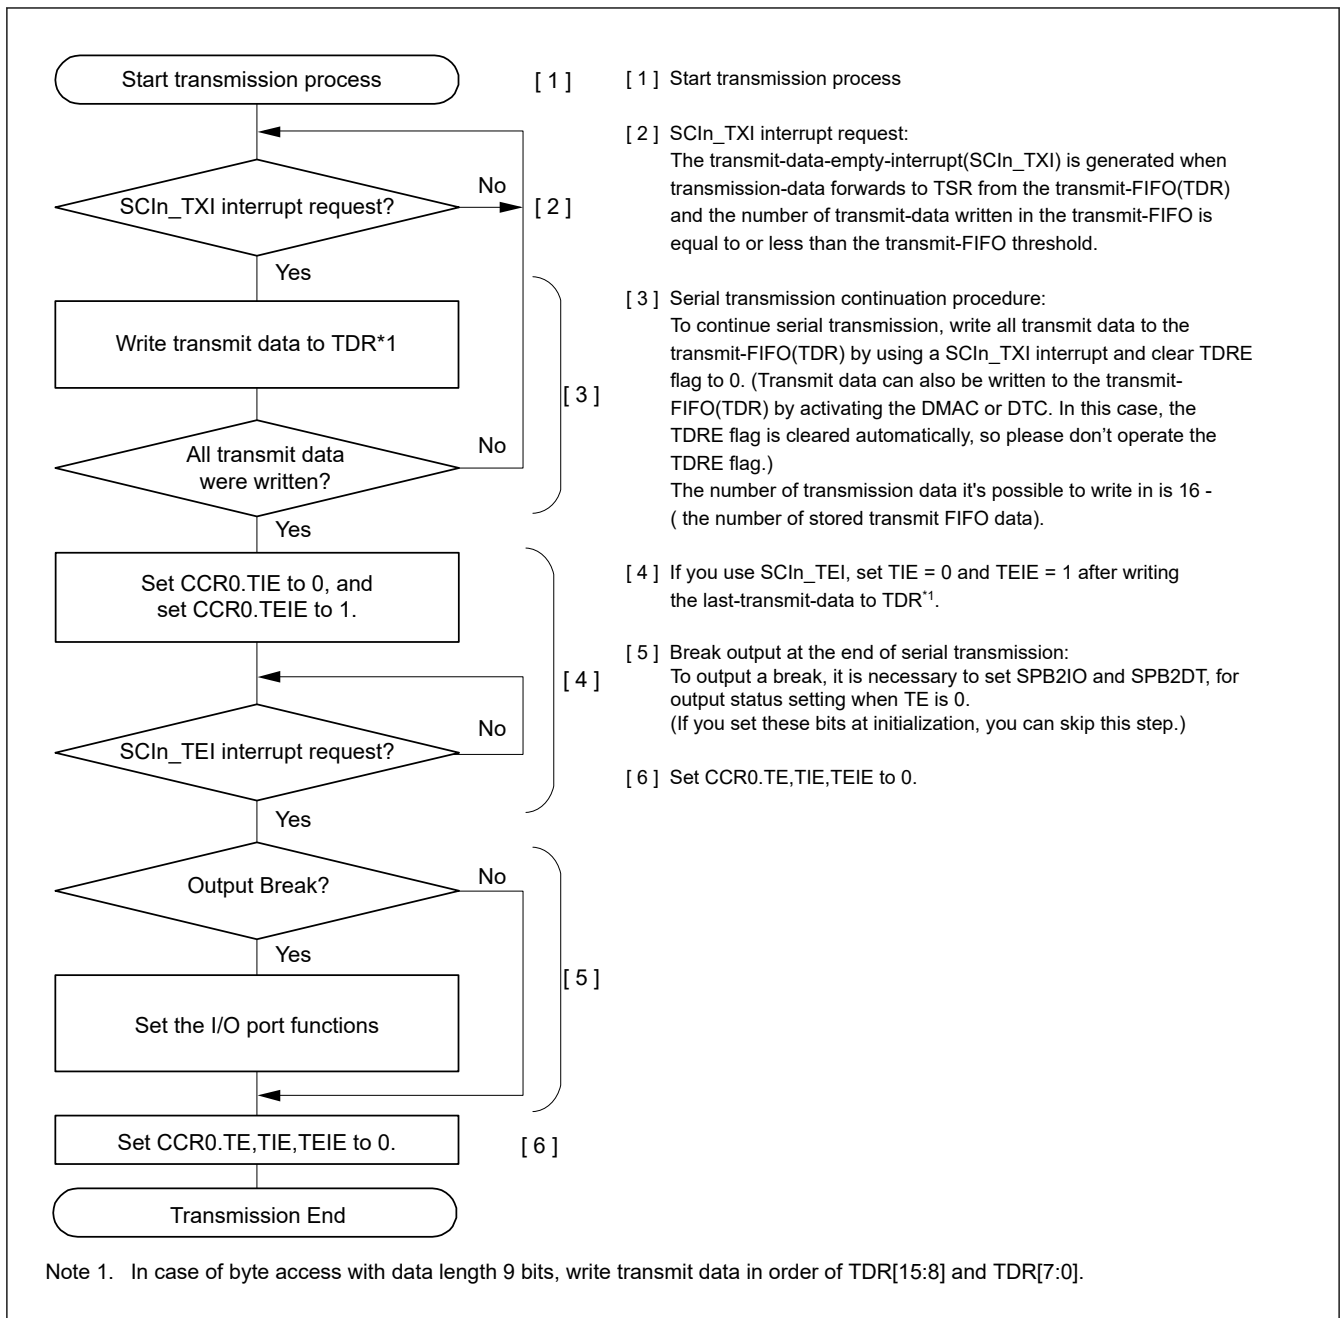 Start transmission process
[ 1 ]
SCIn_TXI interrupt request?
No
[ 2 ]
Yes
Write transmit data to TDR*1
[ 3 ]
All transmit data
were written?
No
Yes
Set CCR0.TIE to 0, and
set CCR0.TEIE to 1.
[ 4 ]
SCIn_TEI interrupt request?
No
Yes
Output Break?
No
Yes
[ 5 ]
Set the I/O port functions
Set CCR0.TE,TIE,TEIE to 0.
[ 6 ]
Transmission End
[ 1 ] Start transmission process
[ 2 ] SCIn_TXI interrupt request:
The transmit-data-empty-interrupt(SCIn_TXI) is generated when
transmission-data forwards to TSR from the transmit-FIFO(TDR)
and the number of transmit-data written in the transmit-FIFO is
equal to or less than the transmit-FIFO threshold.
[ 3 ] Serial transmission continuation procedure:
To continue serial transmission, write all transmit data to the
transmit-FIFO(TDR) by using a SCIn_TXI interrupt and clear TDRE
flag to 0. (Transmit data can also be written to the transmit-
FIFO(TDR) by activating the DMAC or DTC. In this case, the
TDRE flag is cleared automatically, so please don't operate the
TDRE flag.)
The number of transmission data it's possible to write in is 16 -
( the number of stored transmit FIFO data).
[ 4 ] If you use SCIn_TEI, set TIE = 0 and TEIE = 1 after writing
the last-transmit-data to TDR*1.
[ 5 ] Break output at the end of serial transmission:
To output a break, it is necessary to set SPB2IO and SPB2DT, for
output status setting when TE is 0.
(If you set these bits at initialization, you can skip this step.)
[ 6 ] Set CCR0.TE,TIE,TEIE to 0.
Note 1. In case of byte access with data length 9 bits, write transmit data in order of TDR[15:8] and TDR[7:0].